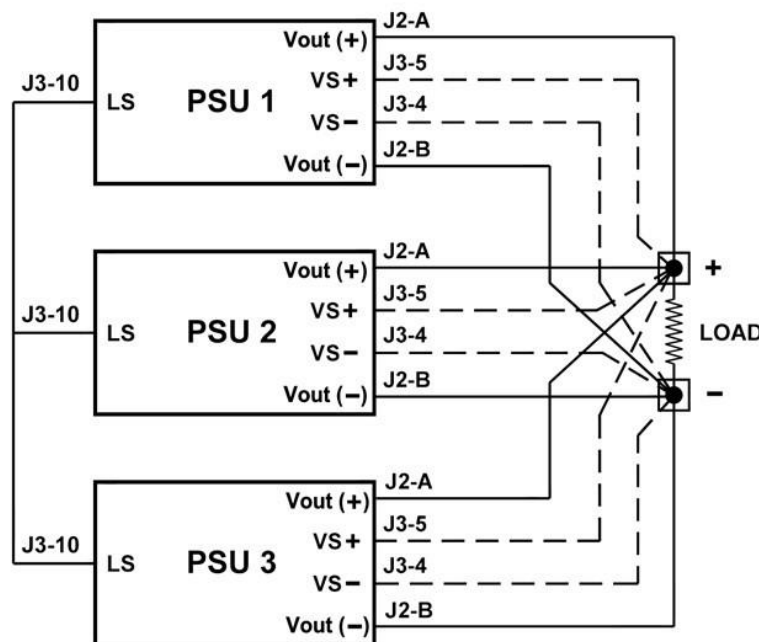 J2-A
Vout (+)
J3-5
J3-10
VS+
LS
PSU 1
J3-4
VS−
J2-B
Vout (−)
J2-A
Vout (+)
+
J3-5
J3-10
VS+
LS
PSU 2
LOAD
J3-4
VS−
J2-B
Vout (−)
−
J2-A
Vout (+)
J3-5
J3-10
VS+
LS
PSU 3
J3-4
VS−
J2-B
Vout (−)